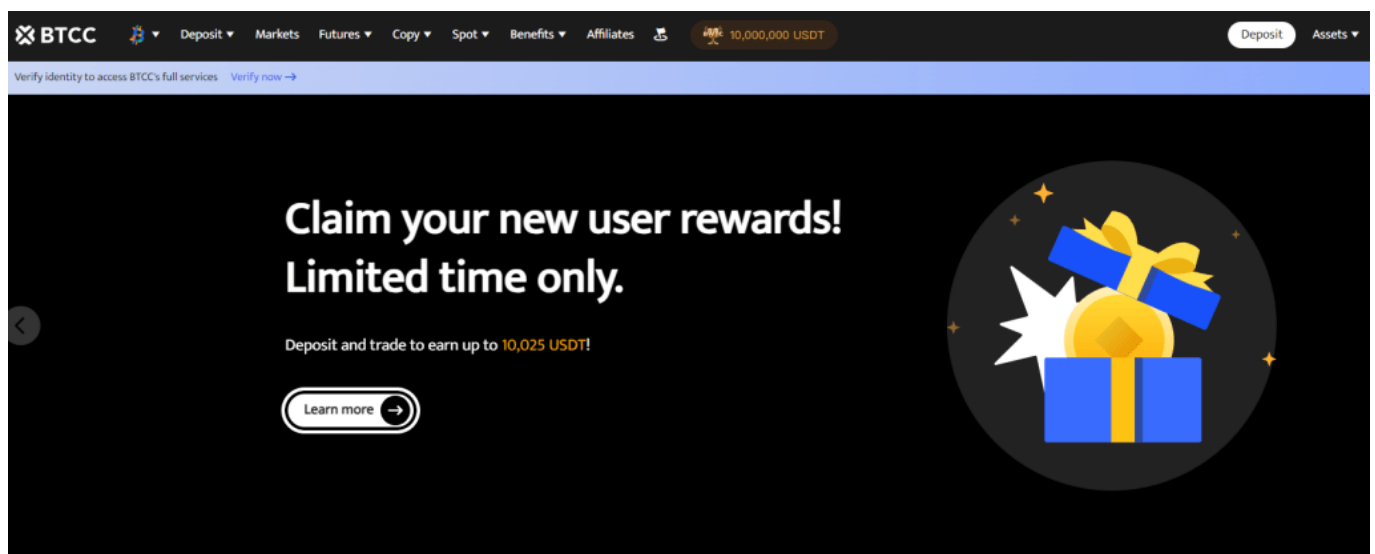 BTCC Deposit Markets Futures Copy Spot Benefits Affiliates 10,000,000 USDT Deposit Assets
Verify identity to access BTCC's full services Verify now →
Claim your new user rewards!
Limited time only.
Deposit and trade to earn up to 10,025 USDT!
Learn more →